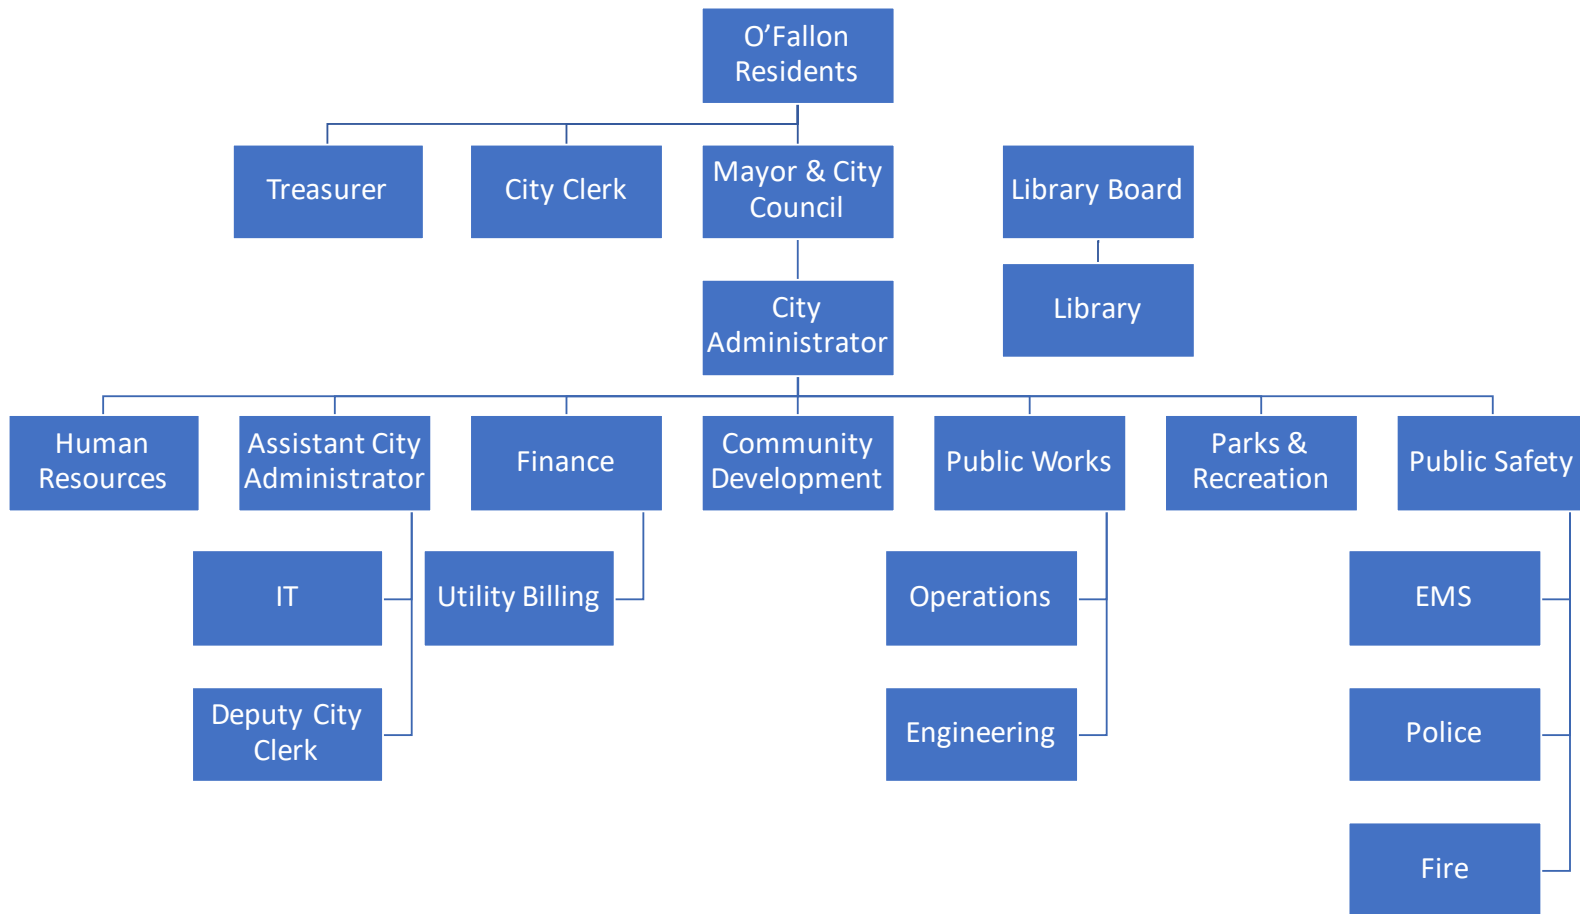 O’Fallon
Residents
Treasurer
City Clerk
Mayor & City
Council
Library Board
City
Administrator
Library
Human
Resources
Assistant City
Administrator
Finance
Community
Development
Public Works
Parks &
Recreation
Public Safety
IT
Utility Billing
Operations
EMS
Deputy City
Clerk
Engineering
Police
Fire